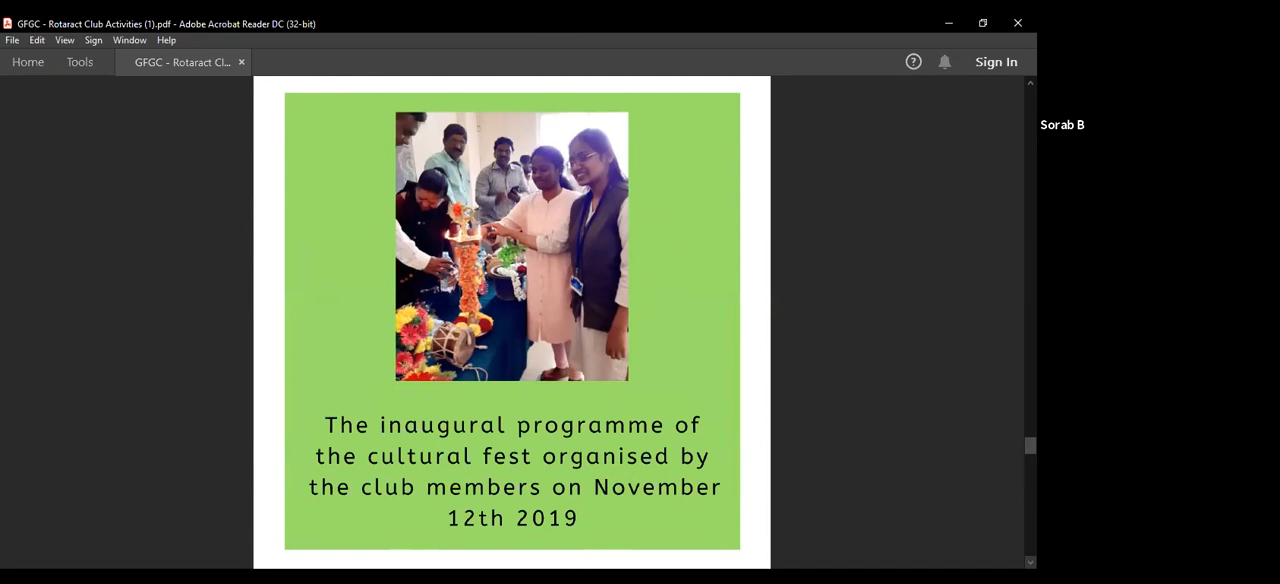 GFGC - Rotaract Club Activities (1).pdf - Adobe Acrobat Reader DC (32-bit)
File Edit View Sign Window Help
Home Tools GFGC - Rotaract Cl... × Sign In
Sorab B
The inaugural programme of
the cultural fest organised by
the club members on November
12th 2019